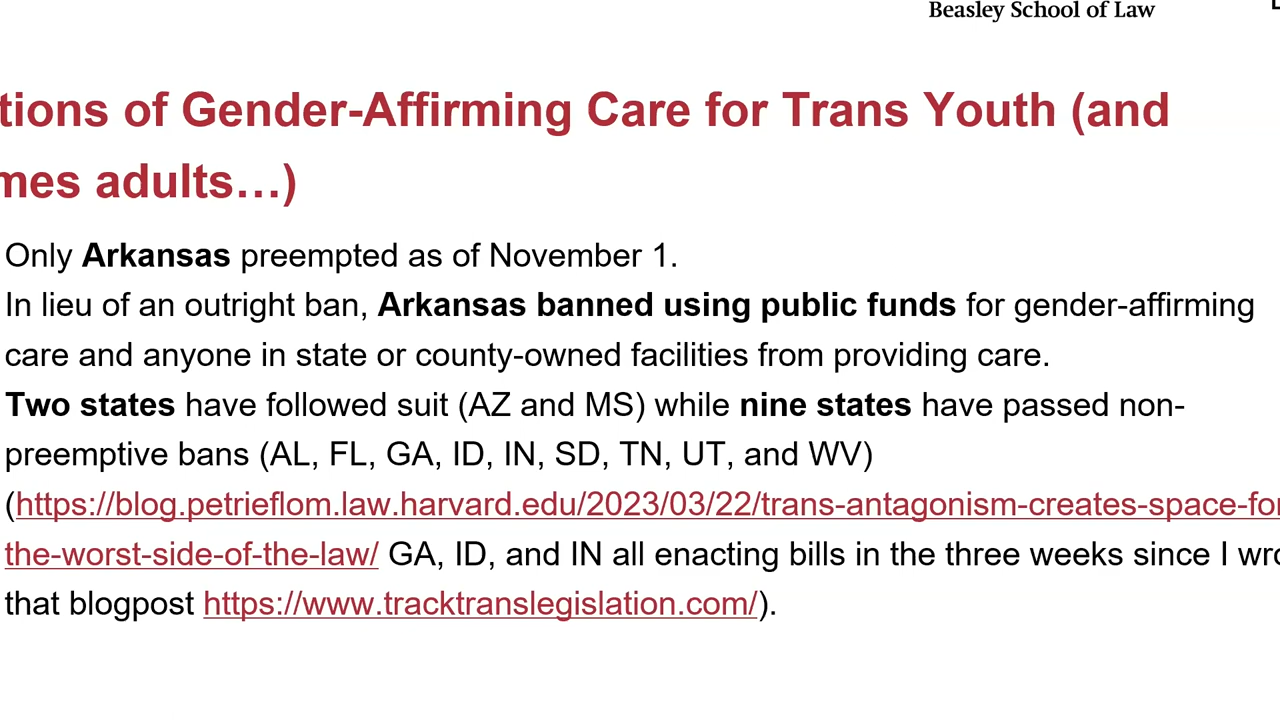 Beasley School of Law
tions of Gender-Affirming Care for Trans Youth (and
mes adults…)
Only Arkansas preempted as of November 1.
In lieu of an outright ban, Arkansas banned using public funds for gender-affirming
care and anyone in state or county-owned facilities from providing care.
Two states have followed suit (AZ and MS) while nine states have passed non-
preemptive bans (AL, FL, GA, ID, IN, SD, TN, UT, and WV)
(https://blog.petrieflom.law.harvard.edu/2023/03/22/trans-antagonism-creates-space-for
the-worst-side-of-the-law/ GA, ID, and IN all enacting bills in the three weeks since I wro
that blogpost https://www.tracktranslegislation.com/).